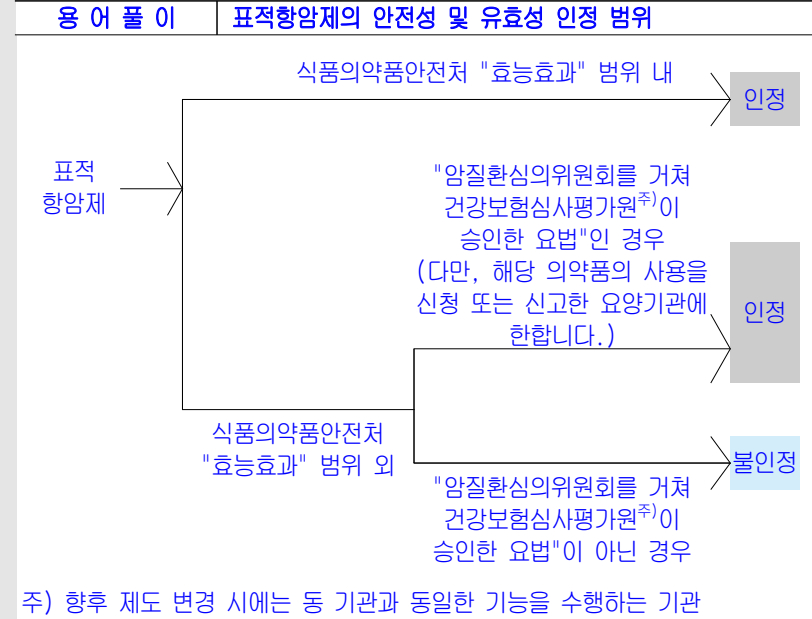 용 어 풀 이 표적항암제의 안전성 및 유효성 인정 범위
식품의약품안전처 "효능효과" 범위 내
인정
표적
항암제
"암질환심의위원회를 거쳐
건강보험심사평가원주)이
승인한 요법"인 경우
(다만, 해당 의약품의 사용을
신청 또는 신고한 요양기관에
한합니다.)
인정
식품의약품안전처
"효능효과" 범위 외
"암질환심의위원회를 거쳐
건강보험심사평가원주)이
승인한 요법"이 아닌 경우
불인정
주) 향후 제도 변경 시에는 동 기관과 동일한 기능을 수행하는 기관